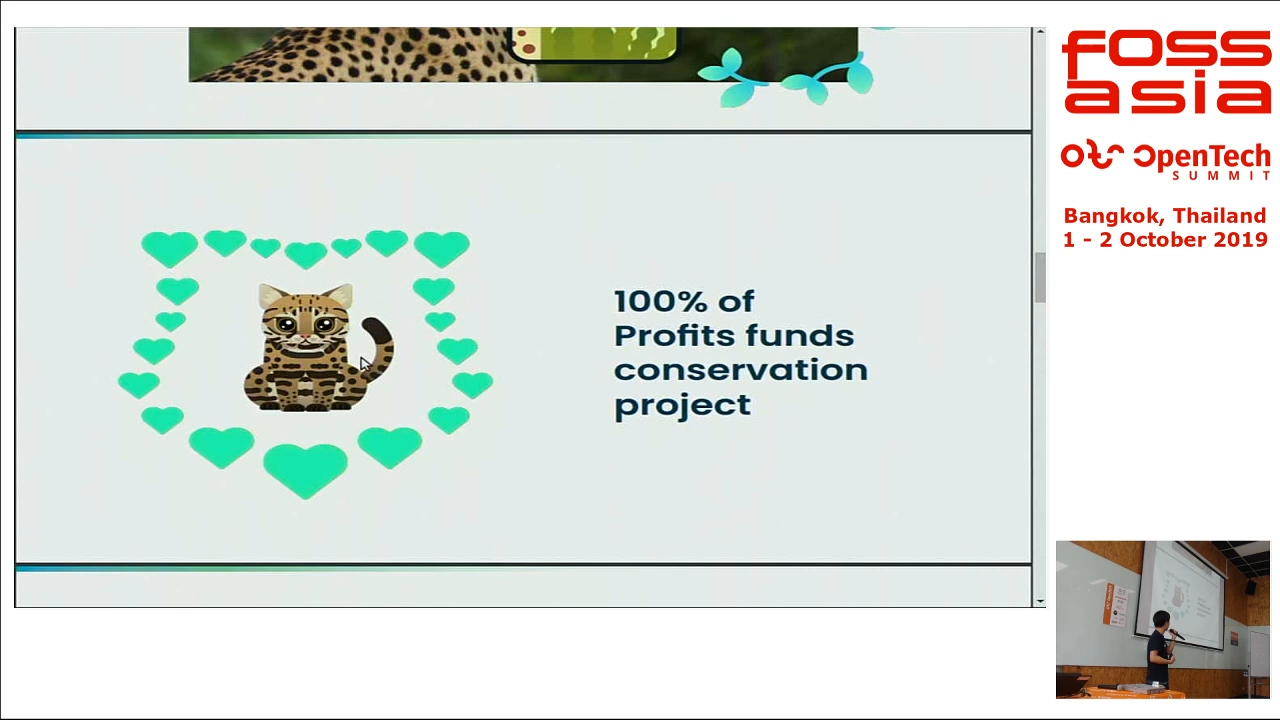 100% of
Profits funds
conservation
project
fOSS
asia
OpenTech
SUMMIT
Bangkok, Thailand
1 - 2 October 2019